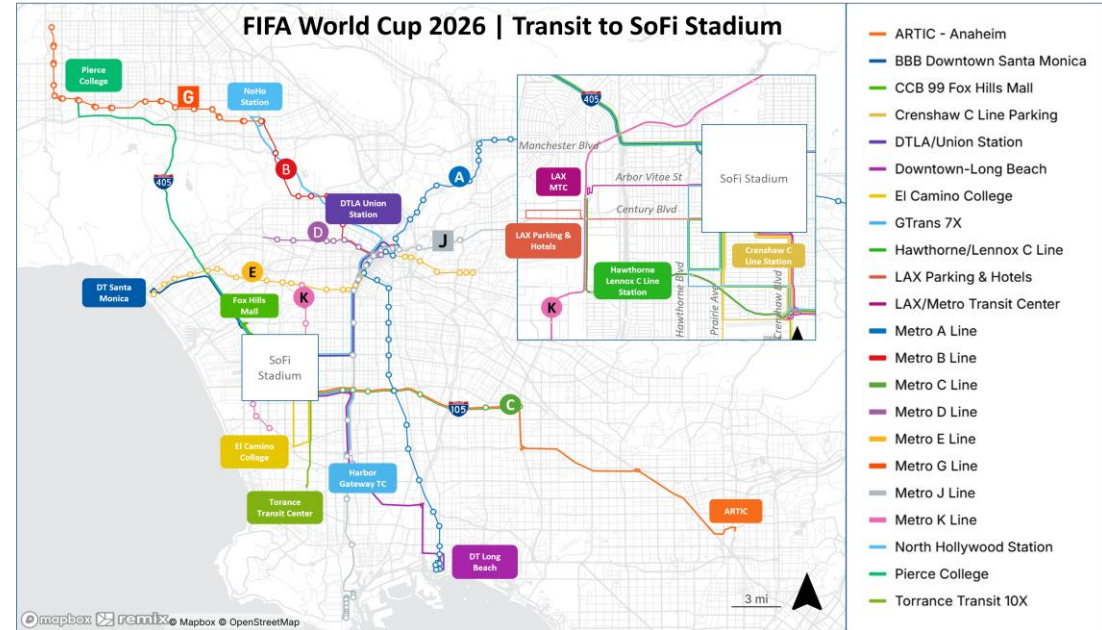 FIFA World Cup 2026 | Transit to SoFi Stadium
Pierce
College
G
NoHo
Station
405
B
A
DTLA Union
Station
D
J
E
K
DT Santa
Monica
Fox Hills
Mall
SoFi
Stadium
105
C
El Camino
College
Torrance
Transit Center
Harbor
Gateway TC
ARTIC
DT Long
Beach
3 mi
405
Manchester Blvd
LAX
MTC
Arbor Vitae St
SoFi Stadium
Century Blvd
LAX Parking &
Hotels
Crenshaw C
Line Station
Hawthorne
Lennox C Line
Station
K
Hawthorne Blvd
Prairie Ave
Crenshaw Blvd
mapbox remix © Mapbox © OpenStreetMap
ARTIC - Anaheim
BBB Downtown Santa Monica
CCB 99 Fox Hills Mall
Crenshaw C Line Parking
DTLA/Union Station
Downtown-Long Beach
El Camino College
GTrans 7X
Hawthorne/Lennox C Line
LAX Parking & Hotels
LAX/Metro Transit Center
Metro A Line
Metro B Line
Metro C Line
Metro D Line
Metro E Line
Metro G Line
Metro J Line
Metro K Line
North Hollywood Station
Pierce College
Torrance Transit 10X